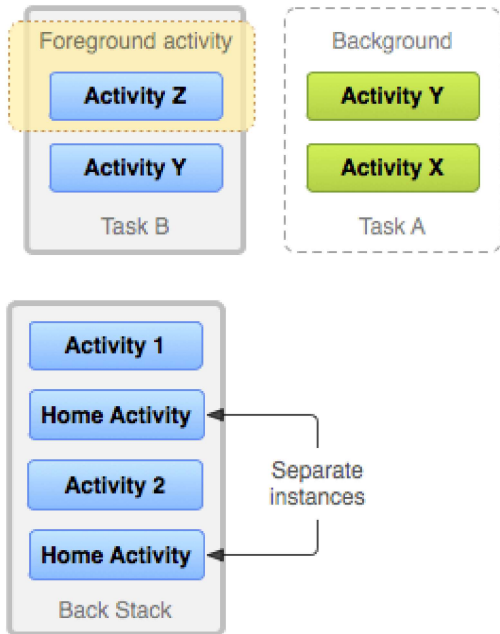 Foreground activity
Activity Z
Activity Y
Task B
Background
Activity Y
Activity X
Task A
Activity 1
Home Activity
Activity 2
Home Activity
Back Stack
Separate
instances